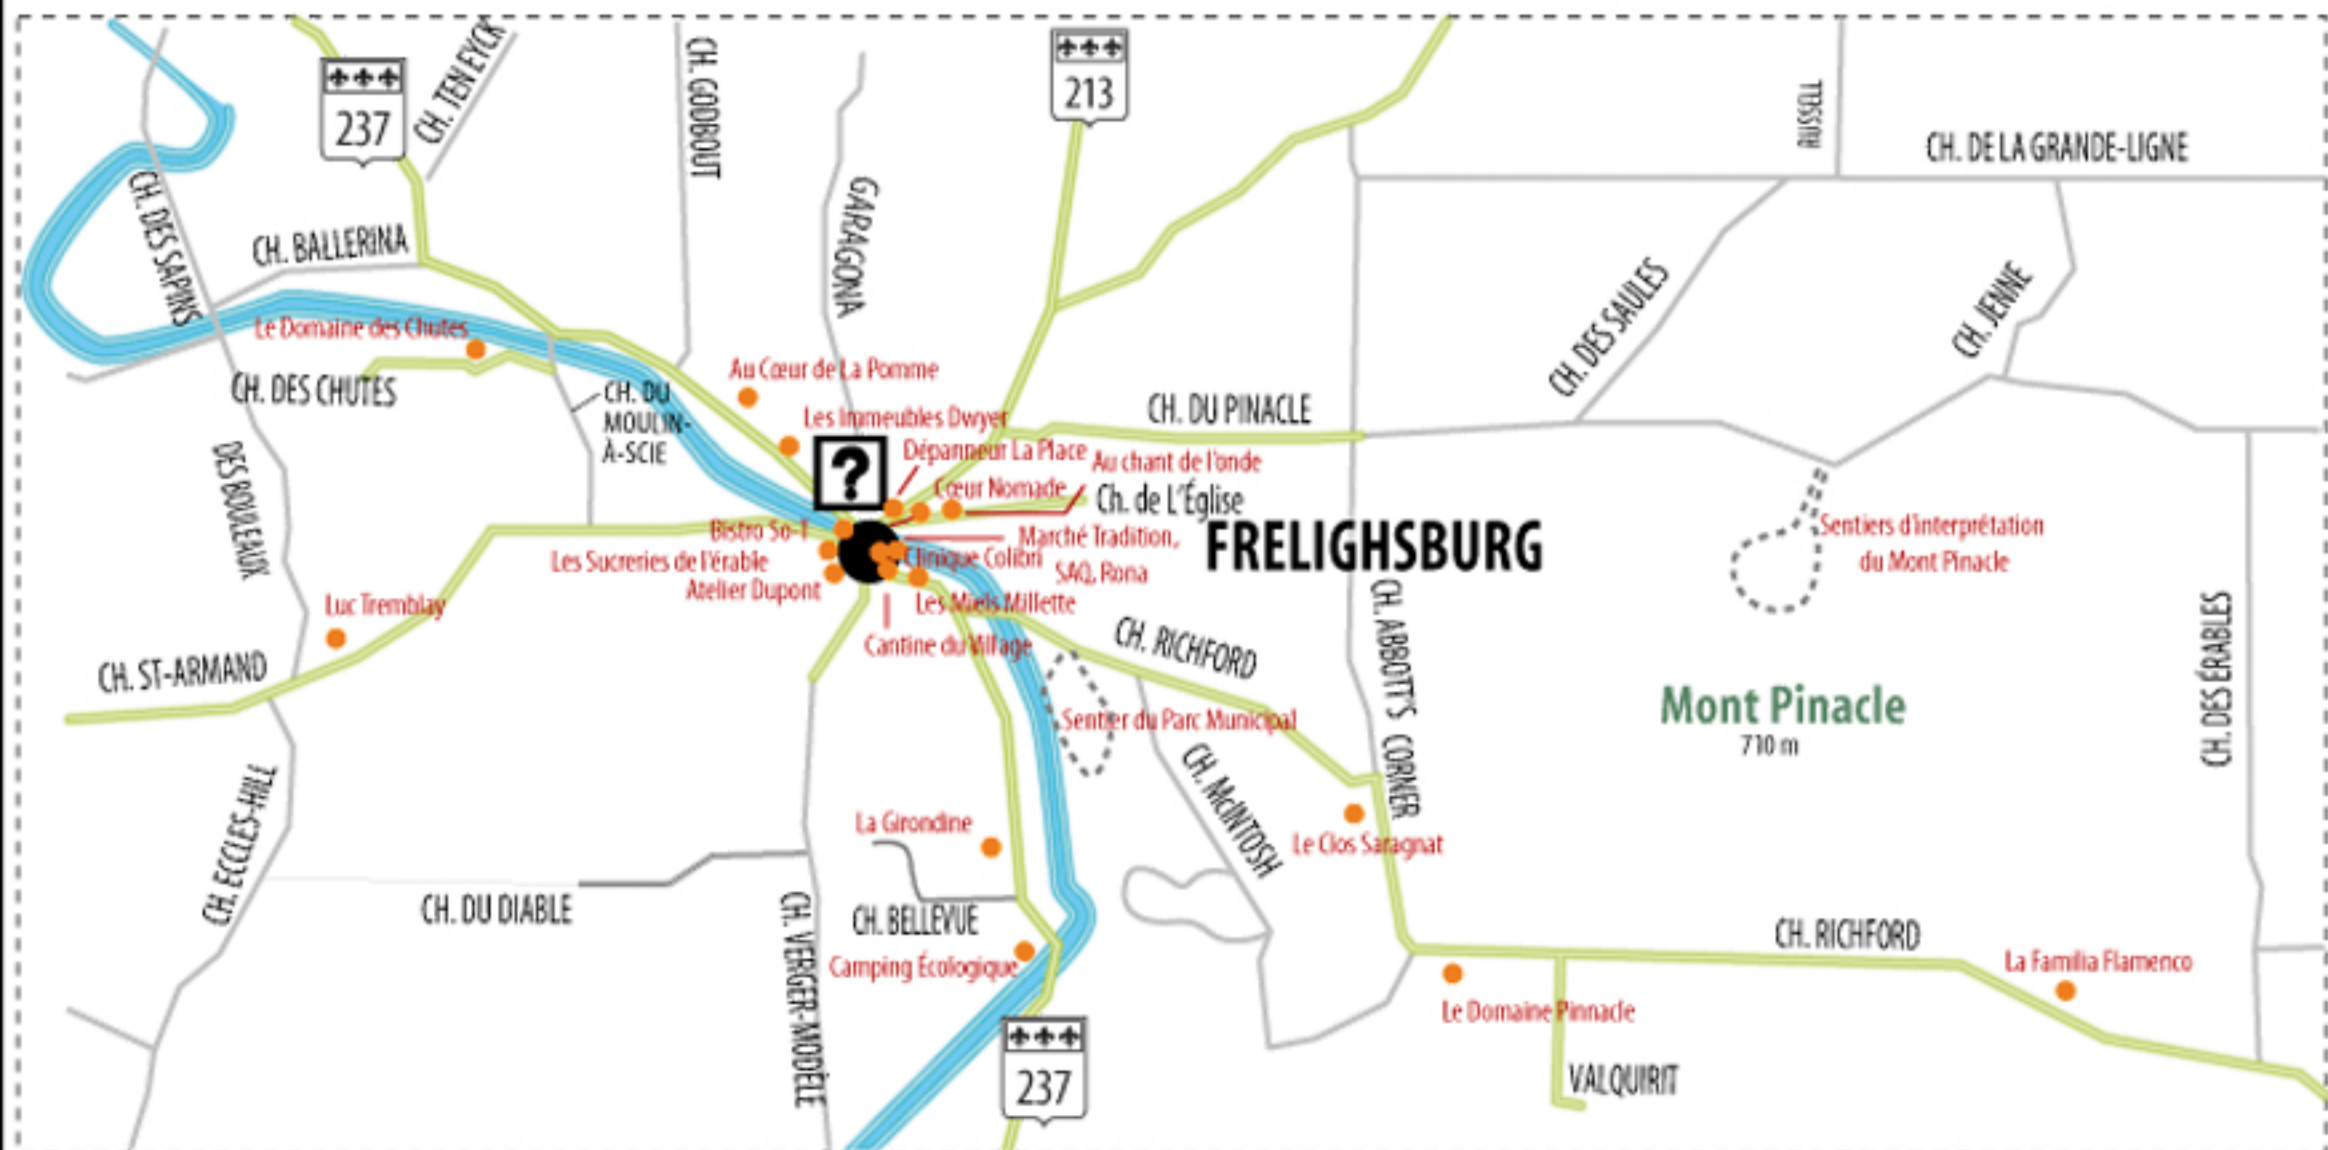 237
CH. TEN EYCK
CH. GODBOUT
213
RUSSELL
CH. DE LA GRANDE-LIGNE
CH. DES SAPINS
CH. BALLERINA
GARAGONA
CH. DES SAULES
CH. JENNE
Le Domaine des Chutes
CH. DES CHUTES
CH. DU
MOULIN-
À-SCIE
Au Cœur de La Pomme
Les Immeubles Dwyer
CH. DU PINACLE
?
Dépanneur La Place
Au chant de l'onde
Cœur Nomade
Ch. de L'Église
DES BOULEAUX
Bistro So-T
Les Sucreries de l'érable
Atelier Dupont
Marché Tradition,
SAQ, Rona
Clinique Colibri
FRELIGHSBURG
Sentiers d'interprétation
du Mont Pinacle
Luc Tremblay
Les Miels Millette
Cantine du Village
CH. ST-ARMAND
CH. RICHFORD
CH. ABBOTT'S CORNER
CH. DES ÉRABLES
Mont Pinacle
710 m
Sentier du Parc Municipal
CH. ECCLES-HILL
CH. McINTOSH
La Girondine
Le Clos Saragnat
CH. DU DIABLE
CH. VERGER-MODÈLE
CH. BELLEVUE
CH. RICHFORD
Camping Écologique
La Familia Flamenco
Le Domaine Pinnacle
237
VALQUIRIT